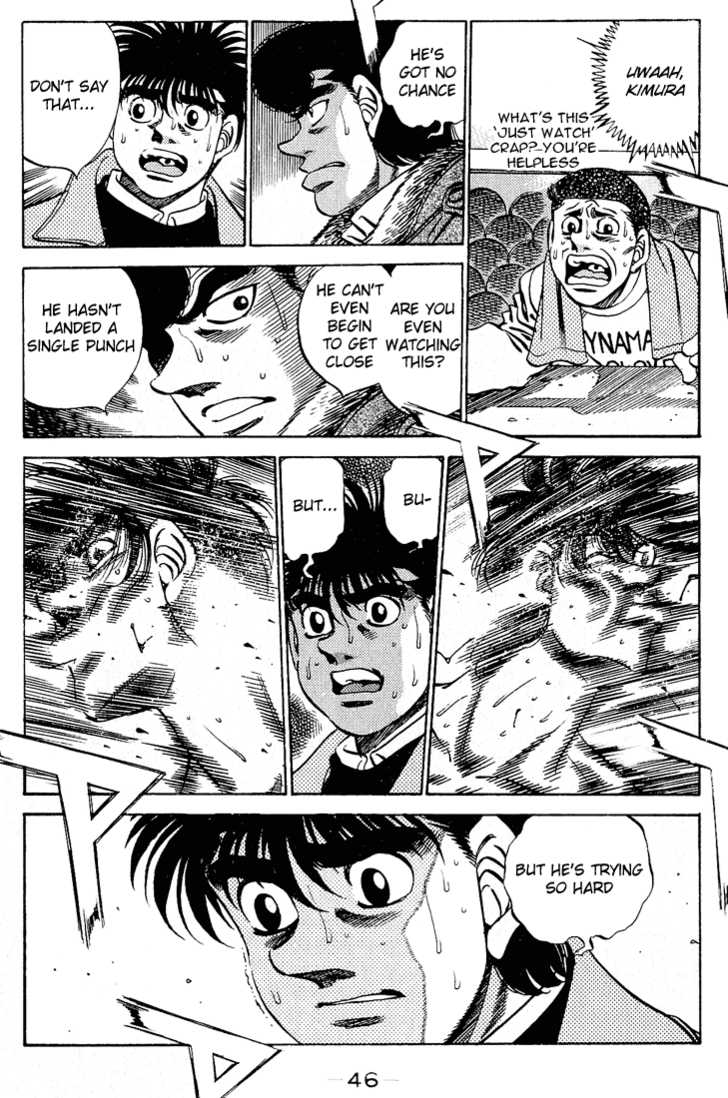 UWAAH,
KIMURA
WHAT'S THIS
'JUST WATCH'
CRAP? YOU'RE
HELPLESS
YNAMA
HE'S
GOT NO
CHANCE
DON'T SAY
THAT...
ARE YOU
EVEN
WATCHING
THIS?
HE CAN'T
EVEN
BEGIN
TO GET
CLOSE
HE HASN'T
LANDED A
SINGLE PUNCH
BU-
BUT...
BUT HE'S TRYING
SO HARD
46